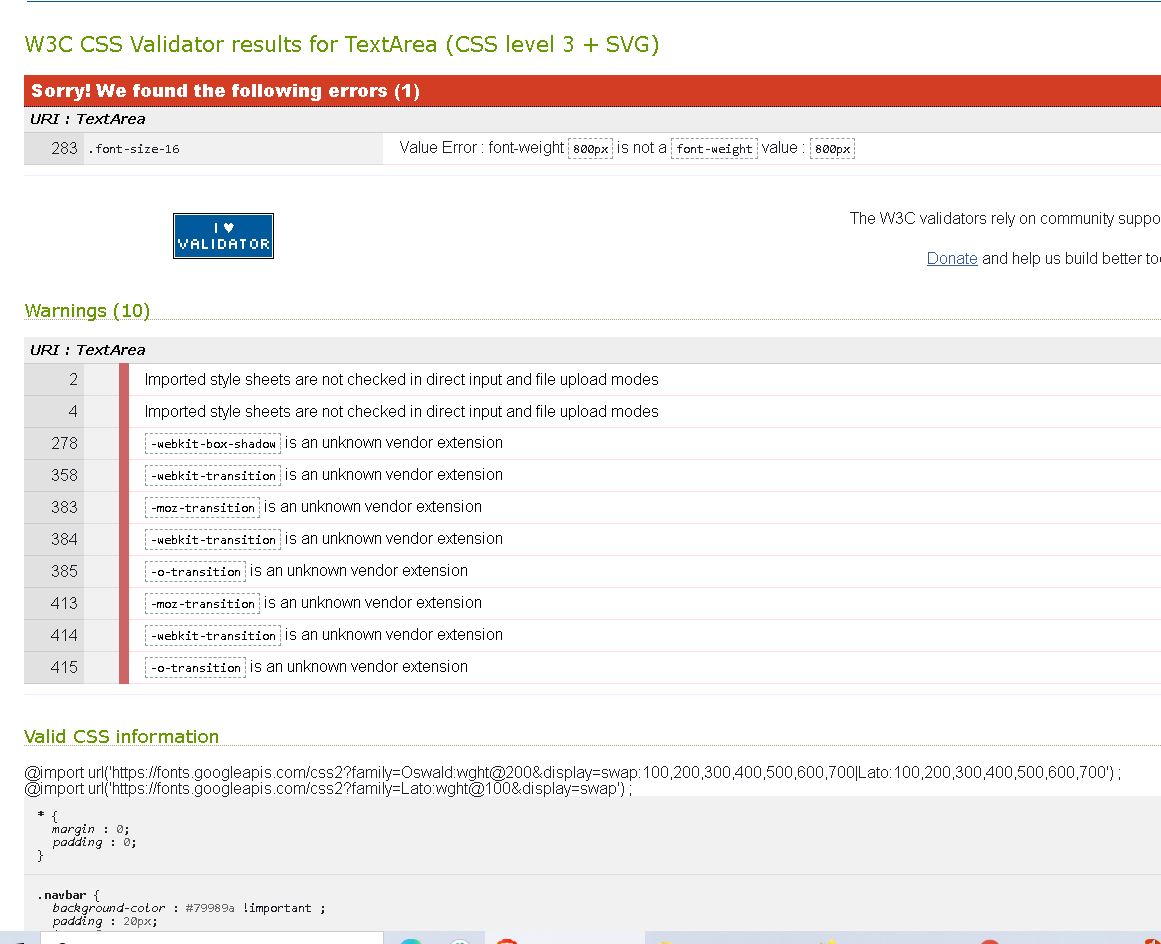 W3C CSS Validator results for TextArea (CSS level 3 + SVG)
Sorry! We found the following errors (1)
URI : TextArea
283 .font-size-16 Value Error : font-weight 800px is not a font-weight value : 800px
I ♥
VALIDATOR
The W3C validators rely on community suppo
Donate and help us build better to
Warnings (10)
URI : TextArea
2 Imported style sheets are not checked in direct input and file upload modes
4 Imported style sheets are not checked in direct input and file upload modes
278 -webkit-box-shadow is an unknown vendor extension
358 -webkit-transition is an unknown vendor extension
383 -moz-transition is an unknown vendor extension
384 -webkit-transition is an unknown vendor extension
385 -o-transition is an unknown vendor extension
413 -moz-transition is an unknown vendor extension
414 -webkit-transition is an unknown vendor extension
415 -o-transition is an unknown vendor extension
Valid CSS information
@import url('https://fonts.googleapis.com/css2?family=Oswald:wght@200&display=swap:100,200,300,400,500,600,700|Lato:100,200,300,400,500,600,700') ;
@import url('https://fonts.googleapis.com/css2?family=Lato:wght@100&display=swap') ;
* {
margin : 0;
padding : 0;
}
.navbar {
background-color : #79989a !important ;
padding : 20px;